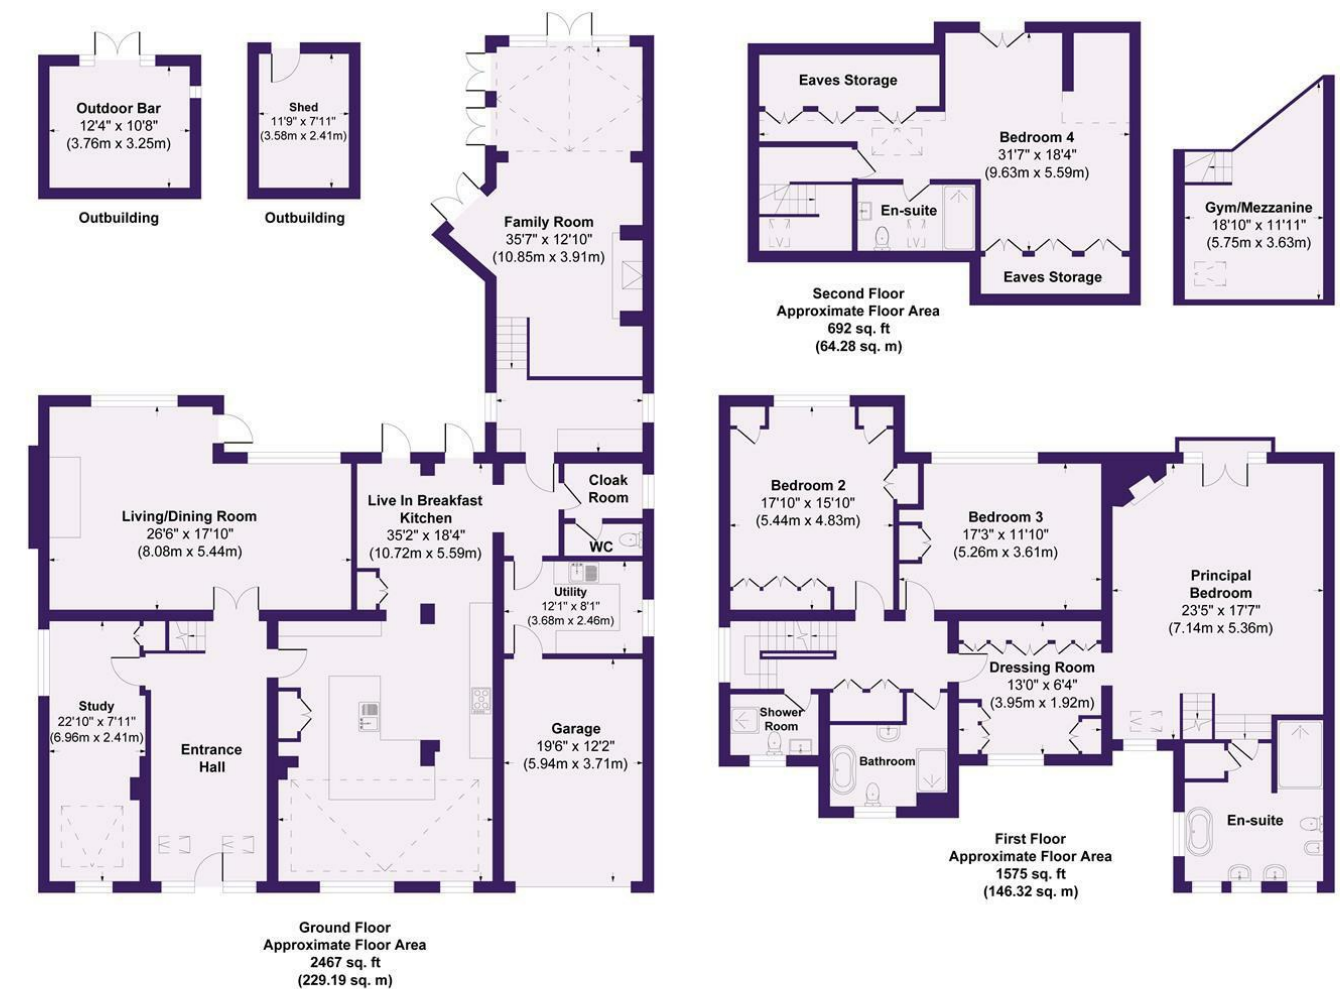 Outdoor Bar
12'4" x 10'8"
(3.76m x 3.25m)
Outbuilding
Shed
11'9" x 7'11"
(3.58m x 2.41m)
Outbuilding
Family Room
35'7" x 12'10"
(10.85m x 3.91m)
Living/Dining Room
26'6" x 17'10"
(8.08m x 5.44m)
Live In Breakfast
Kitchen
35'2" x 18'4"
(10.72m x 5.59m)
Cloak
Room
WC
Utility
12'1" x 8'1"
(3.68m x 2.46m)
Study
22'10" x 7'11"
(6.96m x 2.41m)
Entrance
Hall
Garage
19'6" x 12'2"
(5.94m x 3.71m)
Ground Floor
Approximate Floor Area
2467 sq. ft
(229.19 sq. m)
Eaves Storage
Bedroom 4
31'7" x 18'4"
(9.63m x 5.59m)
En-suite
Eaves Storage
Second Floor
Approximate Floor Area
692 sq. ft
(64.28 sq. m)
Gym/Mezzanine
18'10" x 11'11"
(5.75m x 3.63m)
Bedroom 2
17'10" x 15'10"
(5.44m x 4.83m)
Bedroom 3
17'3" x 11'10"
(5.26m x 3.61m)
Principal
Bedroom
23'5" x 17'7"
(7.14m x 5.36m)
Dressing Room
13'0" x 6'4"
(3.95m x 1.92m)
Shower
Room
Bathroom
En-suite
First Floor
Approximate Floor Area
1575 sq. ft
(146.32 sq. m)